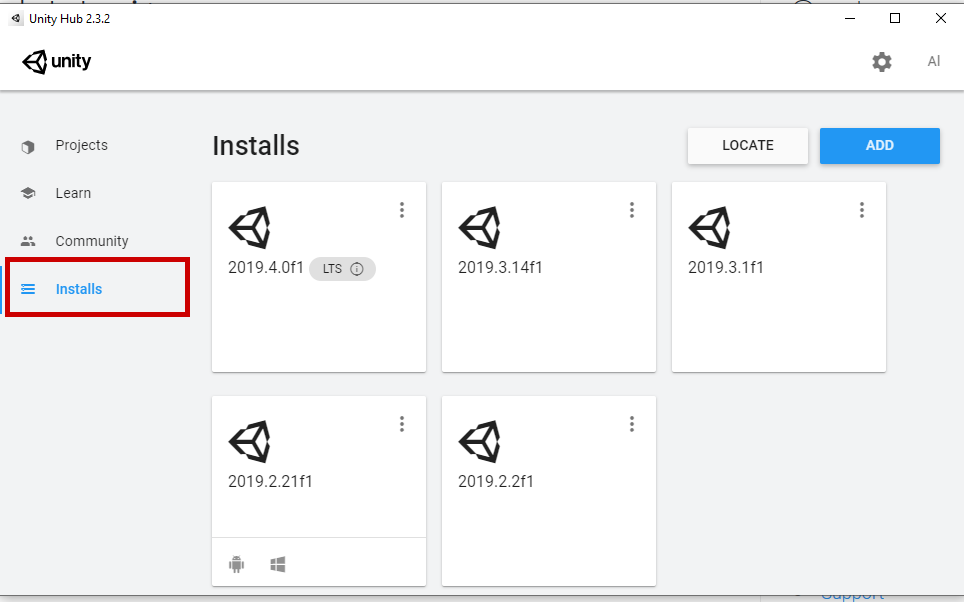 Unity Hub 2.3.2
unity
Al
Projects
Learn
Community
Installs
Installs
LOCATE
ADD
2019.4.0f1 LTS
2019.3.14f1
2019.3.1f1
2019.2.21f1
2019.2.2f1
Support